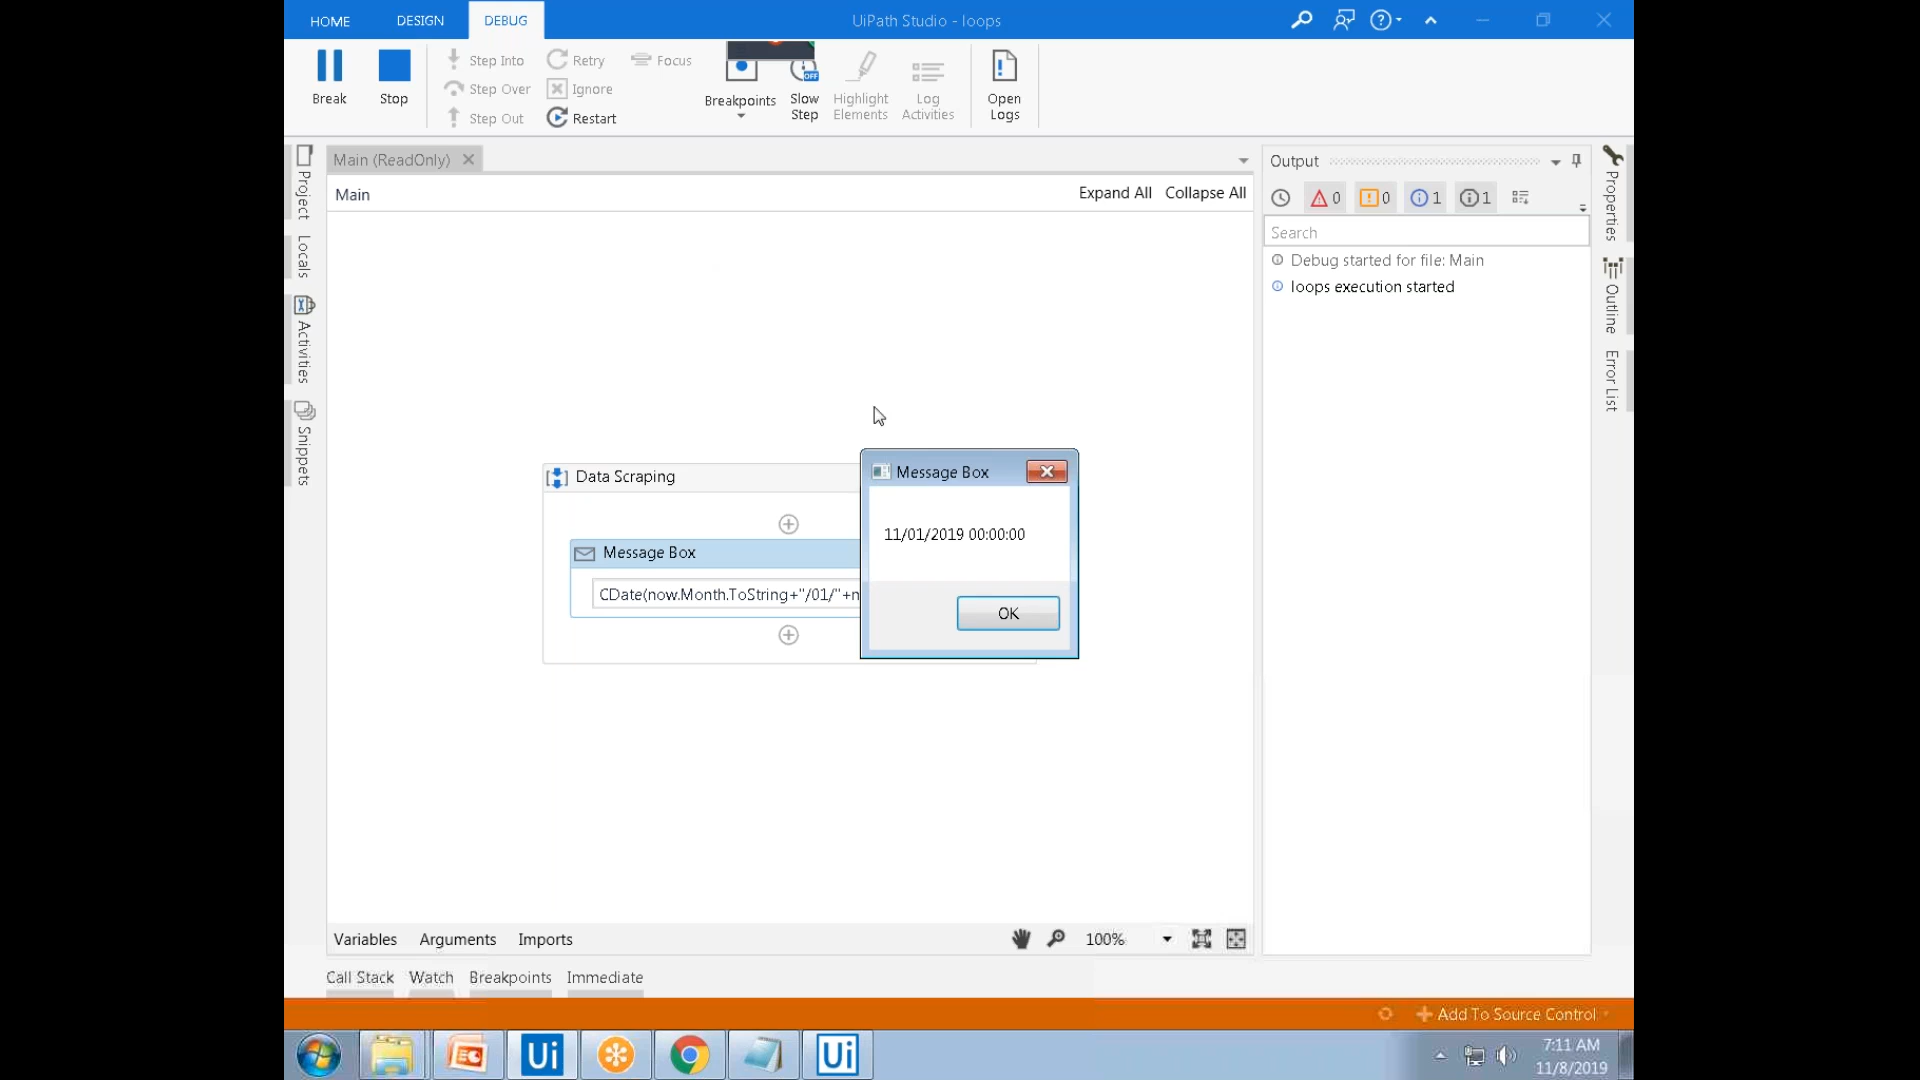 HOME DESIGN DEBUG UiPath Studio - loops
Break
Stop
Step Into
Step Over
Step Out
Retry
Ignore
Restart
Focus
Breakpoints
Slow
Step
OFF
Highlight
Elements
Log
Activities
Open
Logs
Project
Locals
Activities
Snippets
Main (ReadOnly)
Main
Expand All Collapse All
Data Scraping
Message Box
CDate(now.Month.ToString+"/01/"+n
Message Box
11/01/2019 00:00:00
OK
Output
0 0 1 1
Search
Debug started for file: Main
loops execution started
Properties
Outline
Error List
Variables Arguments Imports
100%
Call Stack Watch Breakpoints Immediate
Add To Source Control
Ui
Ui
7:11 AM
11/8/2019